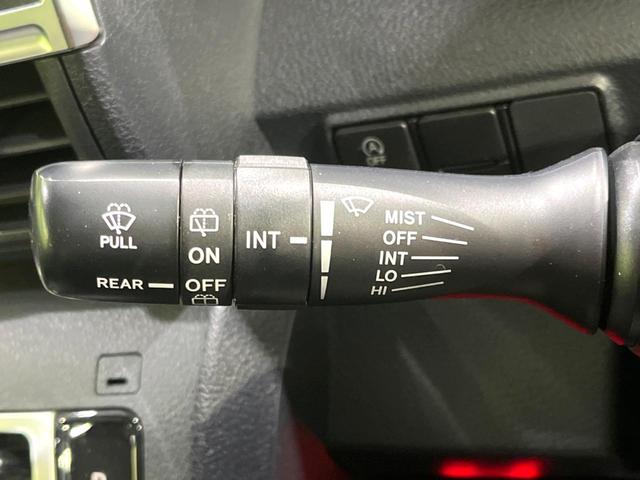 PULL
REAR
ON
OFF
INT
MIST
OFF
INT
LO
HI
OFF